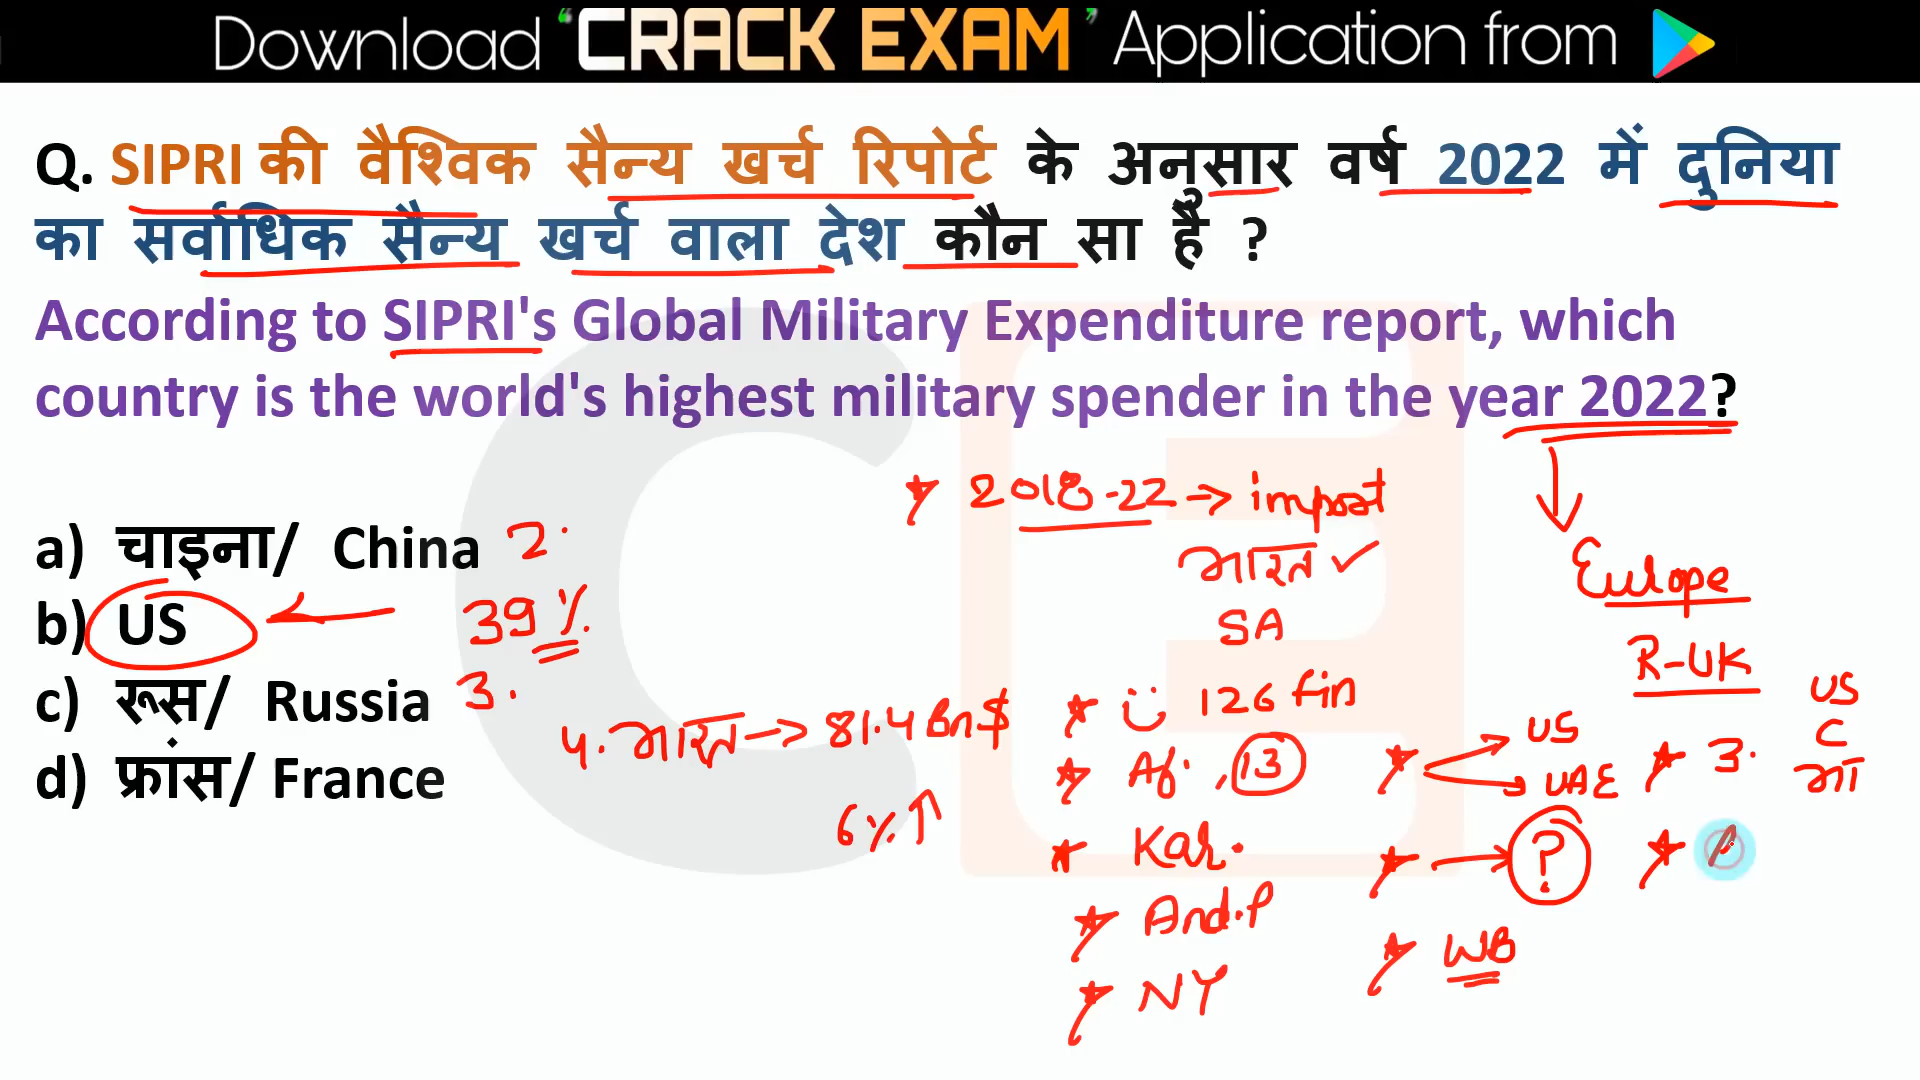 Download "CRACK EXAM" Application from
Q. SIPRI की वैश्विक सैन्य खर्च रिपोर्ट के अनुसार वर्ष 2022 में दुनिया
का सर्वाधिक सैन्य खर्च वाला देश कौन सा है ?
According to SIPRI's Global Military Expenditure report, which
country is the world's highest military spender in the year 2022?
a) चाइना/ China 2.
b) US 39%
c) रूस/ Russia 3.
d) फ्रांस/ France
4. भारत → 81.4 Bn $
6% ↑
2018-22 → import
भारत ✓
SA
126 fin
Af. , 13
Kar.
And.P
NY
Europe
R-UK
US
UAE
?
WB
3. US
C
भा